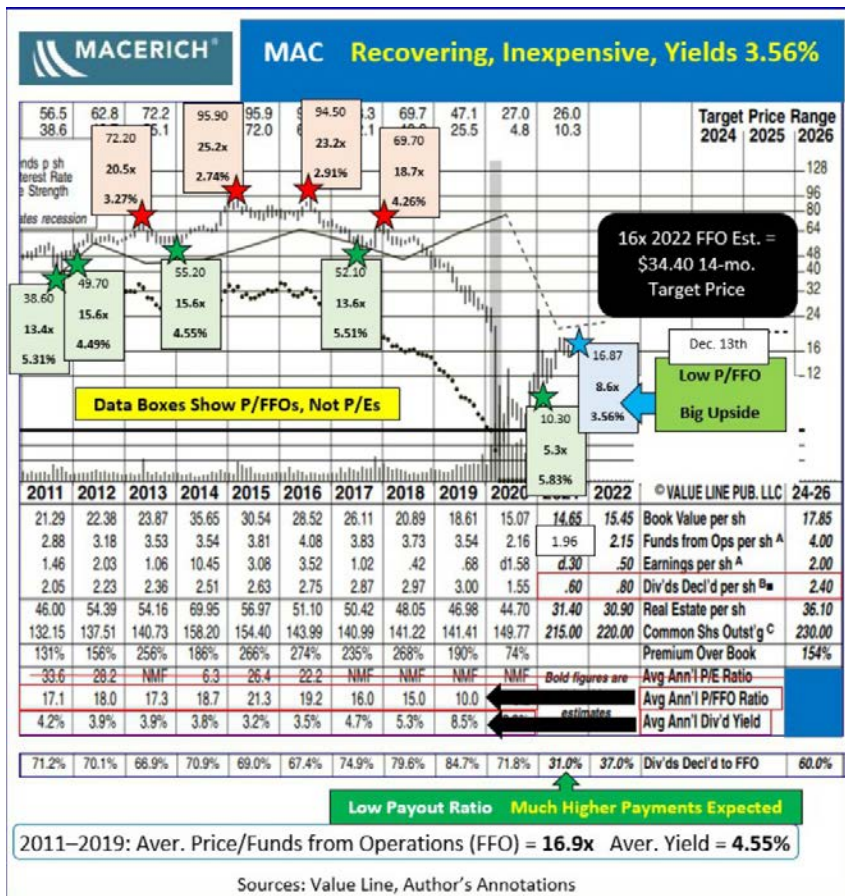 MACERICH®
MAC Recovering, Inexpensive, Yields 3.56%
56.5 62.8 72.2 95.90 95.9 94.50 69.7 47.1 27.0 26.0
38.6 72.0 25.5 4.8 10.3
Target Price Range
2024 2025 2026
72.20
20.5x
3.27%
95.90
25.2x
2.74%
94.50
23.2x
2.91%
69.70
18.7x
4.26%
128
96
80
64
48
40
32
24
16
12
16x 2022 FFO Est. =
$34.40 14-mo.
Target Price
38.60
13.4x
5.31%
49.70
15.6x
4.49%
55.20
15.6x
4.55%
52.10
13.6x
5.51%
10.30
5.3x
5.83%
16.87
8.6x
3.56%
Dec. 13th
Low P/FFO
Big Upside
Data Boxes Show P/FFOs, Not P/Es
2011 2012 2013 2014 2015 2016 2017 2018 2019 2020 2022 © VALUE LINE PUB. LLC 24-26
21.29 22.38 23.87 35.65 30.54 28.52 26.11 20.89 18.61 15.07 14.65 15.45 Book Value per sh 17.85
2.88 3.18 3.53 3.54 3.81 4.08 3.83 3.73 3.54 2.16 1.96 2.15 Funds from Ops per sh A 4.00
1.46 2.03 1.06 10.45 3.08 3.52 1.02 .42 .68 d1.58 d.30 .50 Earnings per sh A 2.00
2.05 2.23 2.36 2.51 2.63 2.75 2.87 2.97 3.00 1.55 .60 .80 Div'ds Decl'd per sh B■ 2.40
46.00 54.39 54.16 69.95 56.97 51.10 50.42 48.05 46.98 44.70 31.40 30.90 Real Estate per sh 36.10
132.15 137.51 140.73 158.20 154.40 143.99 140.99 141.22 141.41 149.77 215.00 220.00 Common Shs Outst'g C 230.00
131% 156% 256% 186% 266% 274% 235% 268% 190% 74% Premium Over Book 154%
33.6 28.2 NMF 6.3 26.4 22.2 NMF NMF NMF NMF Bold figures are Avg Ann'l P/E Ratio
17.1 18.0 17.3 18.7 21.3 19.2 16.0 15.0 10.0 Avg Ann'l P/FFO Ratio
estimates
4.2% 3.9% 3.9% 3.8% 3.2% 3.5% 4.7% 5.3% 8.5% Avg Ann'l Div'd Yield
71.2% 70.1% 66.9% 70.9% 69.0% 67.4% 74.9% 79.6% 84.7% 71.8% 31.0% 37.0% Div'ds Decl'd to FFO 60.0%
Low Payout Ratio Much Higher Payments Expected
2011–2019: Aver. Price/Funds from Operations (FFO) = 16.9x Aver. Yield = 4.55%
Sources: Value Line, Author's Annotations